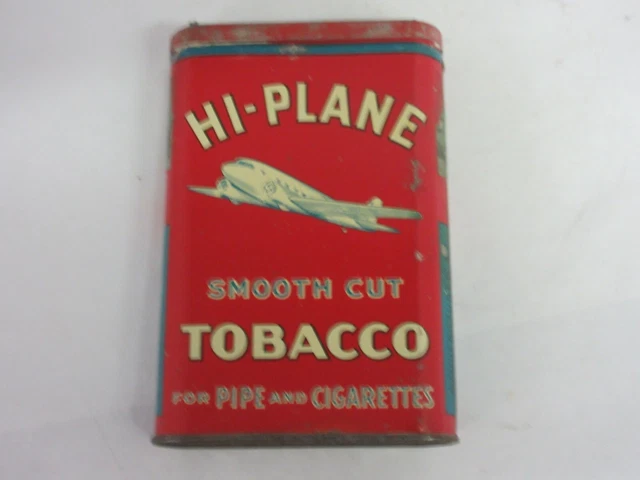 HI-PLANE
SMOOTH CUT
TOBACCO
FOR PIPE AND CIGARETTES